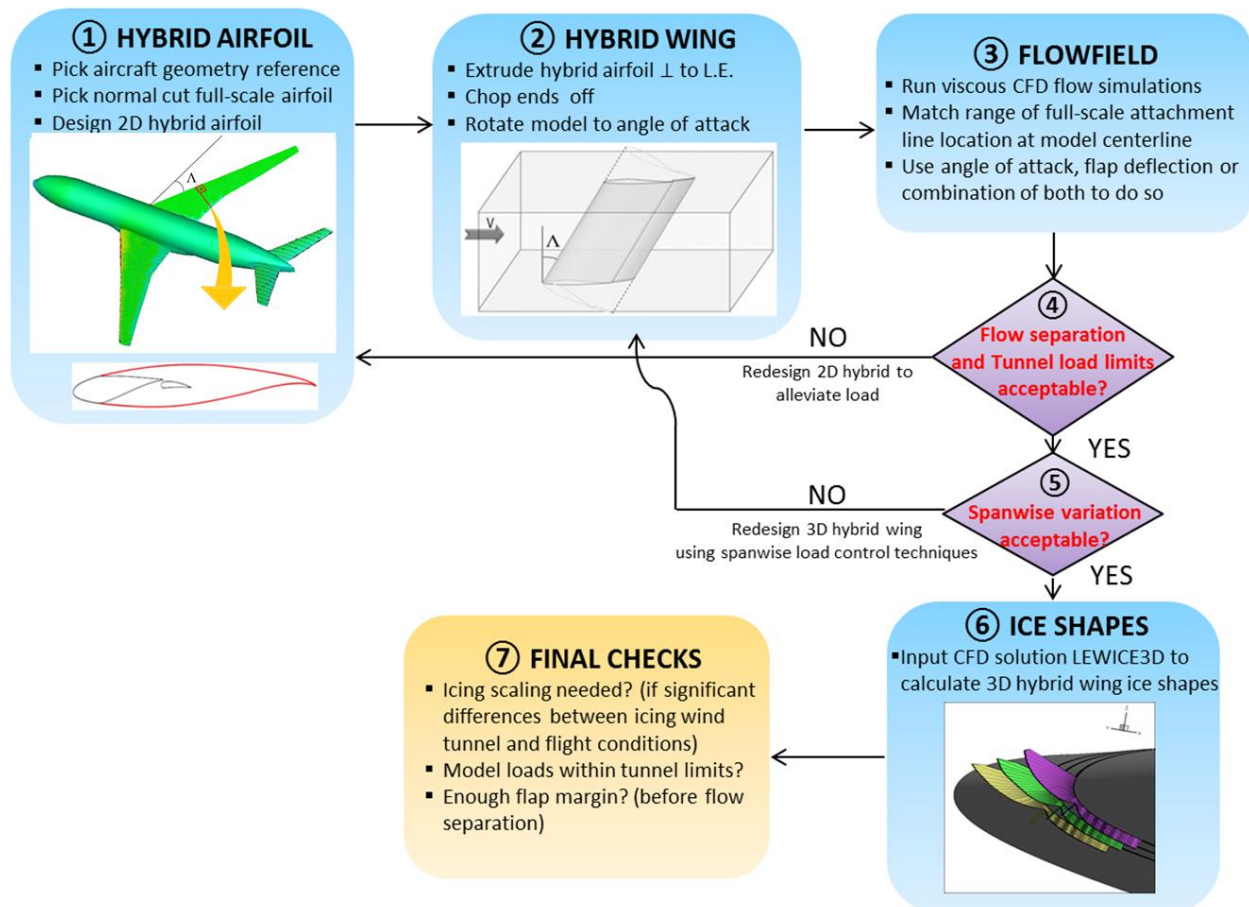 ① HYBRID AIRFOIL
▪ Pick aircraft geometry reference
▪ Pick normal cut full-scale airfoil
▪ Design 2D hybrid airfoil
Λ
② HYBRID WING
▪ Extrude hybrid airfoil ⊥ to L.E.
▪ Chop ends off
▪ Rotate model to angle of attack
V
Λ
③ FLOWFIELD
▪ Run viscous CFD flow simulations
▪ Match range of full-scale attachment
line location at model centerline
▪ Use angle of attack, flap deflection or
combination of both to do so
④
Flow separation
and Tunnel load limits
acceptable?
NO
Redesign 2D hybrid to
alleviate load
YES
⑤
Spanwise variation
acceptable?
NO
Redesign 3D hybrid wing
using spanwise load control techniques
YES
⑥ ICE SHAPES
▪Input CFD solution LEWICE3D to
calculate 3D hybrid wing ice shapes
⑦ FINAL CHECKS
▪ Icing scaling needed? (if significant
differences between icing wind
tunnel and flight conditions)
▪ Model loads within tunnel limits?
▪ Enough flap margin? (before flow
separation)